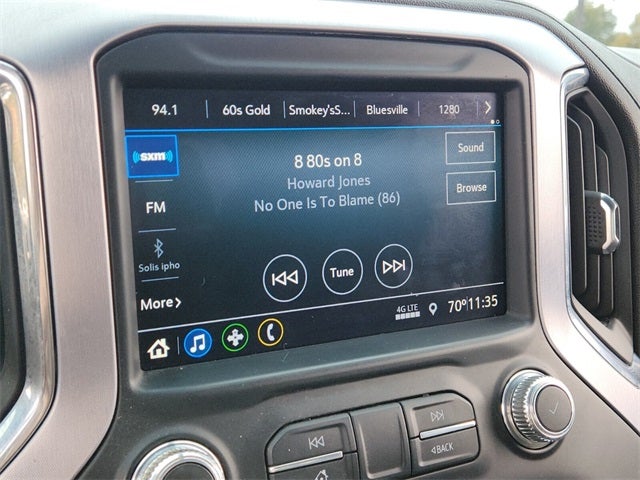 94.1 60s Gold Smokey'sS... Bluesville 1280
sxm
8 80s on 8
Howard Jones
No One Is To Blame (86)
Sound
Browse
FM
Solis ipho
More
Tune
4G LTE
70° 11:35
BACK